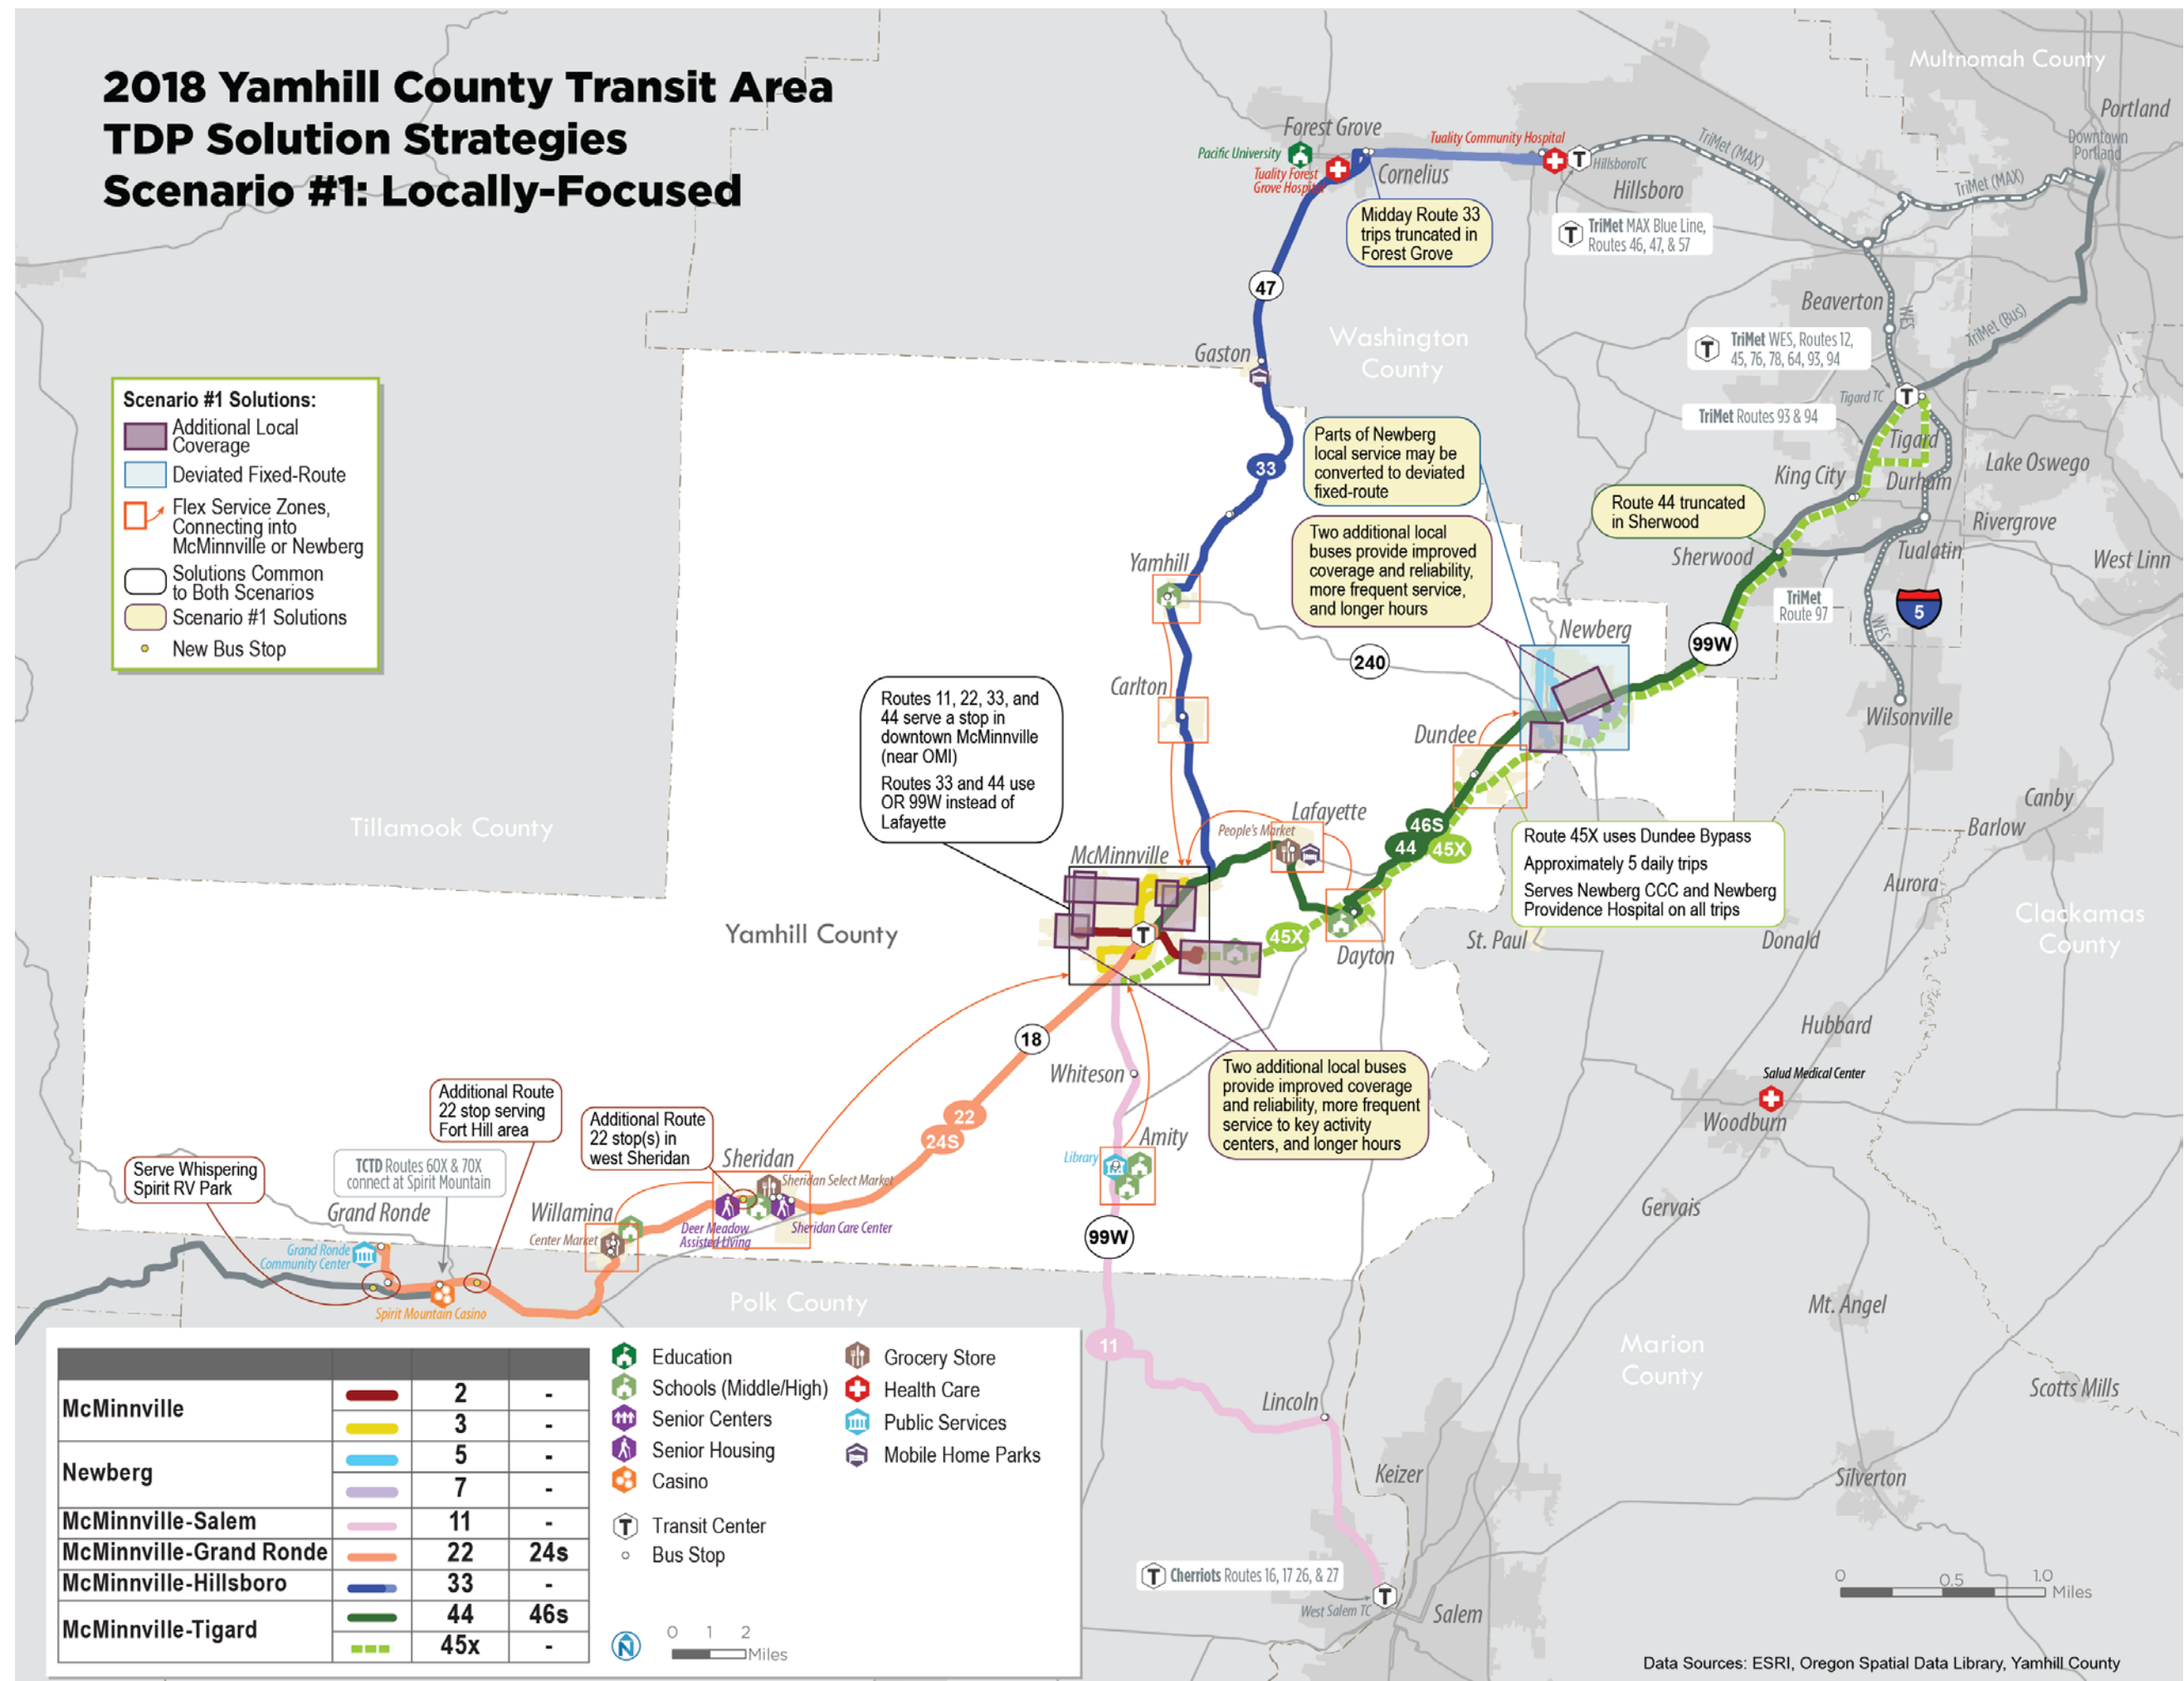 2018 Yamhill County Transit Area
TDP Solution Strategies
Scenario #1: Locally-Focused
Multnomah County
Portland
Downtown
Portland
Forest Grove
Pacific University
Tuality Forest
Grove Hospital
Cornelius
Tuality Community Hospital
HillsboroTC
Hillsboro
TriMet (MAX)
TriMet (MAX)
T
T TriMet MAX Blue Line,
Routes 46, 47, & 57
Midday Route 33
trips truncated in
Forest Grove
47
Gaston
Washington
County
Beaverton
WES
TriMet (Bus)
T TriMet WES, Routes 12,
45, 76, 78, 64, 93, 94
Tigard TC
T
TriMet Routes 93 & 94
Tigard
King City
Durham
Lake Oswego
Rivergrove
Tualatin
West Linn
Sherwood
Route 44 truncated
in Sherwood
TriMet
Route 97
WES
5
Wilsonville
99W
Scenario #1 Solutions:
Additional Local
Coverage
Deviated Fixed-Route
Flex Service Zones,
Connecting into
McMinnville or Newberg
Solutions Common
to Both Scenarios
Scenario #1 Solutions
New Bus Stop
33
Parts of Newberg
local service may be
converted to deviated
fixed-route
Two additional local
buses provide improved
coverage and reliability,
more frequent service,
and longer hours
Yamhill
240
Newberg
Carlton
Dundee
Routes 11, 22, 33, and
44 serve a stop in
downtown McMinnville
(near OMI)
Routes 33 and 44 use
OR 99W instead of
Lafayette
Lafayette
People's Market
46S
44
45X
Route 45X uses Dundee Bypass
Approximately 5 daily trips
Serves Newberg CCC and Newberg
Providence Hospital on all trips
Canby
Barlow
Aurora
Clackamas
County
Tillamook County
McMinnville
T
Yamhill County
45X
Dayton
St. Paul
Donald
Hubbard
18
Whiteson
Two additional local buses
provide improved coverage
and reliability, more frequent
service to key activity
centers, and longer hours
Salud Medical Center
Woodburn
22
24S
Amity
Library
Additional Route
22 stop serving
Fort Hill area
Additional Route
22 stop(s) in
west Sheridan
Sheridan
Sheridan Select Market
Deer Meadow
Assisted Living
Sheridan Care Center
Serve Whispering
Spirit RV Park
TCTD Routes 60X & 70X
connect at Spirit Mountain
Grand Ronde
Willamina
Center Market
Grand Ronde
Community Center
Spirit Mountain Casino
Polk County
99W
Gervais
Mt. Angel
Marion
County
Scotts Mills
11
Lincoln
Keizer
Silverton
T Cherriots Routes 16, 17 26, & 27
West Salem TC
T
Salem
McMinnville
2 -
3 -
Newberg
5 -
7 -
McMinnville-Salem 11 -
McMinnville-Grand Ronde 22 24s
McMinnville-Hillsboro 33 -
McMinnville-Tigard
44 46s
45x -
Education
Schools (Middle/High)
Senior Centers
Senior Housing
Casino
Grocery Store
Health Care
Public Services
Mobile Home Parks
T Transit Center
Bus Stop
N
0 1 2
Miles
0 0.5 1.0
Miles
Data Sources: ESRI, Oregon Spatial Data Library, Yamhill County